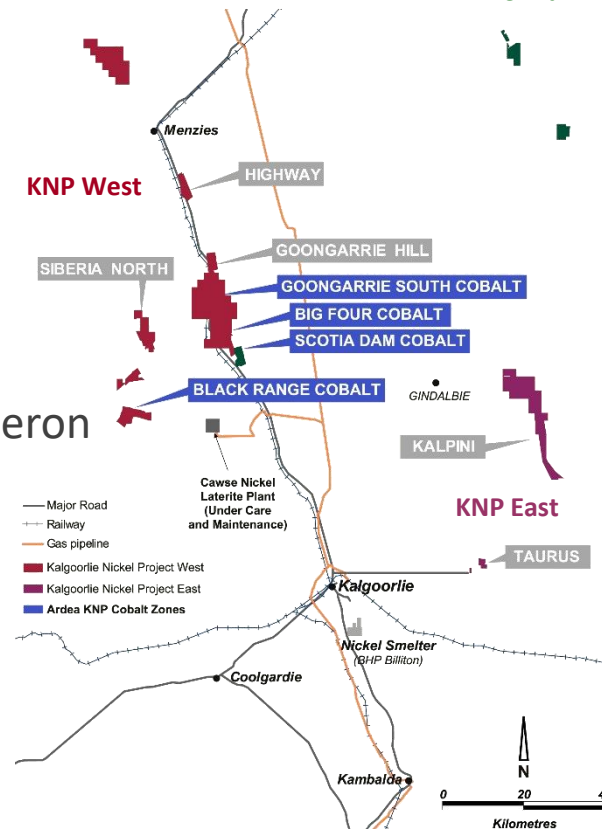 Menzies
KNP West
HIGHWAY
GOONGARRIE HILL
SIBERIA NORTH
GOONGARRIE SOUTH COBALT
BIG FOUR COBALT
SCOTIA DAM COBALT
BLACK RANGE COBALT
GINDALBIE
eron
KALPINI
Cawse Nickel
Laterite Plant
(Under Care
and Maintenance)
KNP East
Major Road
Railway
Gas pipeline
Kalgoorlie Nickel Project West
Kalgoorlie Nickel Project East
Ardea KNP Cobalt Zones
TAURUS
Kalgoorlie
Nickel Smelter
(BHP Billiton)
Coolgardie
Kambalda
N
0 20 4
Kilometres